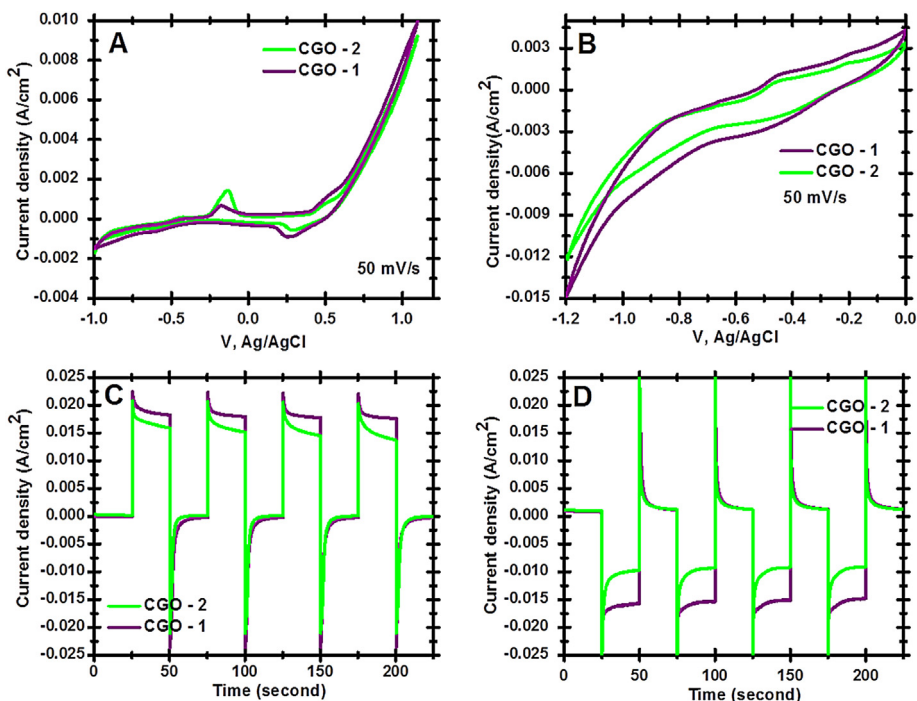 A
CGO - 2
CGO - 1
50 mV/s
Current density (A/cm²)
0.010
0.008
0.006
0.004
0.002
0.000
-0.002
-0.004
-1.0 -0.5 0.0 0.5 1.0
V, Ag/AgCl
B
CGO - 1
CGO - 2
50 mV/s
Current density(A/cm²)
0.003
0.000
-0.003
-0.006
-0.009
-0.012
-0.015
-1.2 -1.0 -0.8 -0.6 -0.4 -0.2 0.0
V, Ag/AgCl
C
CGO - 2
CGO - 1
Current density (A/cm²)
0.025
0.020
0.015
0.010
0.005
0.000
-0.005
-0.010
-0.015
-0.020
-0.025
0 50 100 150 200
Time (second)
D
CGO - 2
CGO - 1
Current density (A/cm²)
0.025
0.020
0.015
0.010
0.005
0.000
-0.005
-0.010
-0.015
-0.020
-0.025
0 50 100 150 200
Time (second)